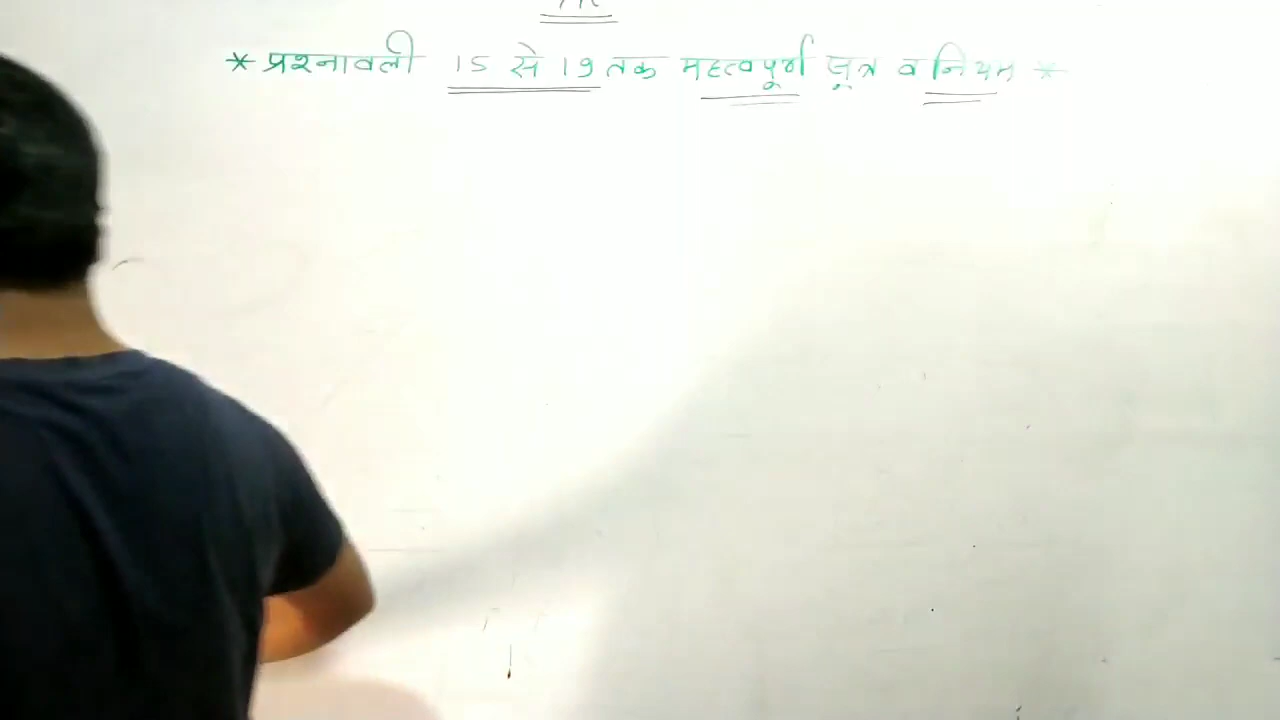 * प्रश्नावली 15 से 19 तक महत्वपूर्ण सूत्र व नियम *